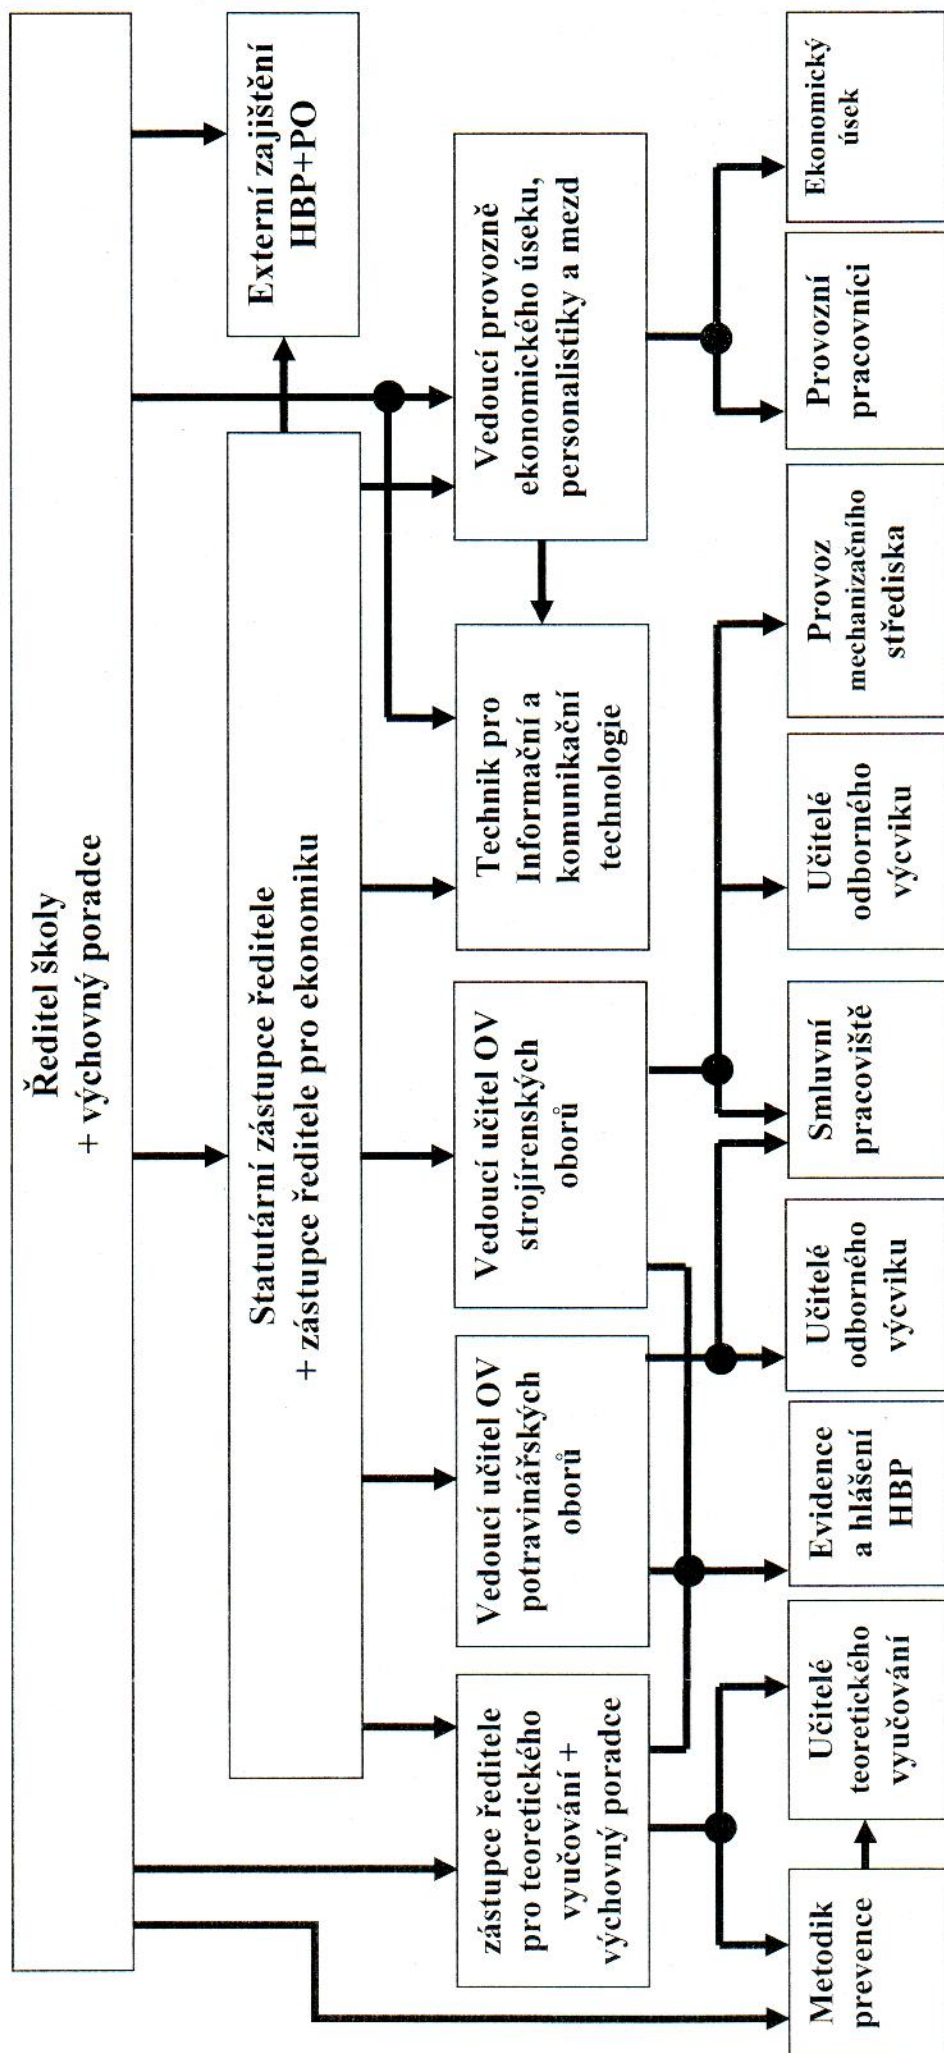 Ředitel školy
+ výchovný poradce
Externí zajištění
HBP+PO
Statutární zástupce ředitele
+ zástupce ředitele pro ekonomiku
zástupce ředitele
pro teoretického
vyučování +
výchovný poradce
Vedoucí učitel OV
potravinářských
oborů
Vedoucí učitel OV
strojírenských
oborů
Technik pro
Informační a
komunikační
technologie
Vedoucí provozně
ekonomického úseku,
personalistiky a mezd
Metodik
prevence
Učitelé
teoretického
vyučování
Evidence
a hlášení
HBP
Učitelé
odborného
výcviku
Smluvní
pracoviště
Učitelé
odborného
výcviku
Provoz
mechanizačního
střediska
Provozní
pracovníci
Ekonomický
úsek